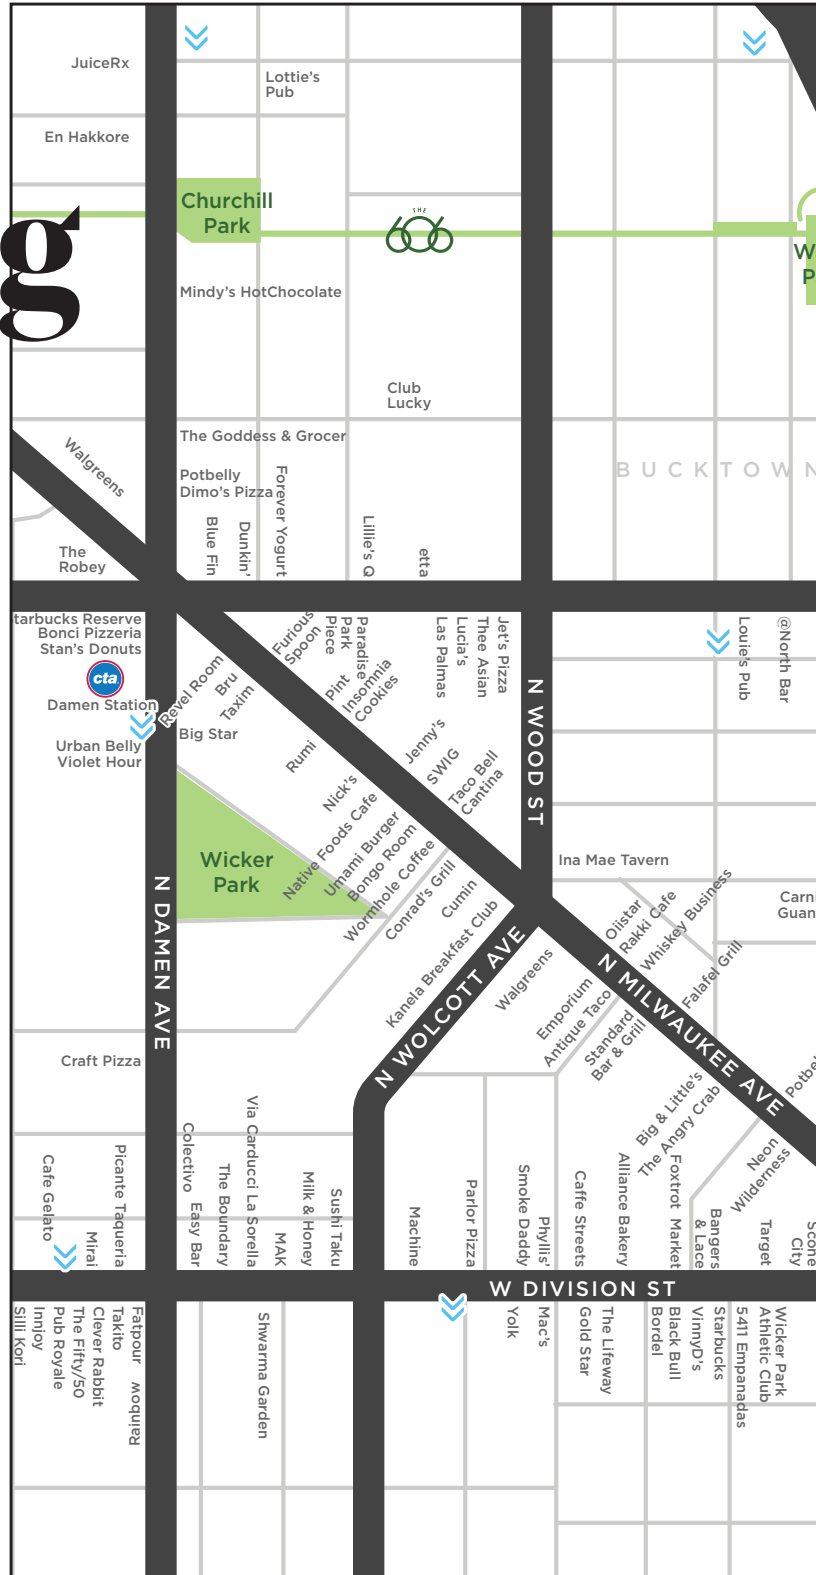 JuiceRx
Lottie's
Pub
En Hakkore
Churchill
Park
THE
606
g
Mindy's HotChocolate
Club
Lucky
Walgreens
The Goddess & Grocer
Potbelly
Dimo's Pizza
Forever Yogurt
BUCKTOWN
Blue Fin
Dunkin'
Lillie's Q
etta
The
Robey
tarbucks Reserve
Bonci Pizzeria
Stan's Donuts
cta
Damen Station
Urban Belly
Violet Hour
Revel Room
Bru
Taxim
Big Star
Furious
Spoon
Paradise
Park
Piece
Pint
Insomnia
Cookies
Las Palmas
Lucia's
Thee Asian
Jet's Pizza
Louie's Pub
@North Bar
N WOOD ST
Rumi
Nick's
Jenny's
SWIG
Taco Bell
Cantina
Wicker
Park
Native Foods Cafe
Umami Burger
Bongo Room
Wormhole Coffee
Conrad's Grill
Cumin
Kanela Breakfast Club
Ina Mae Tavern
Carni
Guan
Olistar
Rakki Cafe
Whiskey Business
Falafel Grill
N DAMEN AVE
N WOLCOTT AVE
N MILWAUKEE AVE
Walgreens
Emporium
Antique Taco
Standard
Bar & Grill
Big & Little's
The Angry Crab
Potbe
Neon
Wilderness
Craft Pizza
Cafe Gelato
Mirai
Picante Taqueria
Colectivo
Easy Bar
The Boundary
Via Carducci La Sorella
MAK
Milk & Honey
Sushi Taku
Machine
Parlor Pizza
Smoke Daddy
Phyllis'
Caffe Streets
Alliance Bakery
Foxtrot Market
Bangers
& Lace
Target
Scone
City
W DIVISION ST
Silli Kori
Innjoy
Pub Royale
The Fifty/50
Clever Rabbit
Takito
Fatpour
Rainbow
Shwarma Garden
Yolk
Mac's
Gold Star
The Lifeway
Bordel
Black Bull
VinnyD's
Starbucks
5411 Empanadas
Wicker Park
Athletic Club